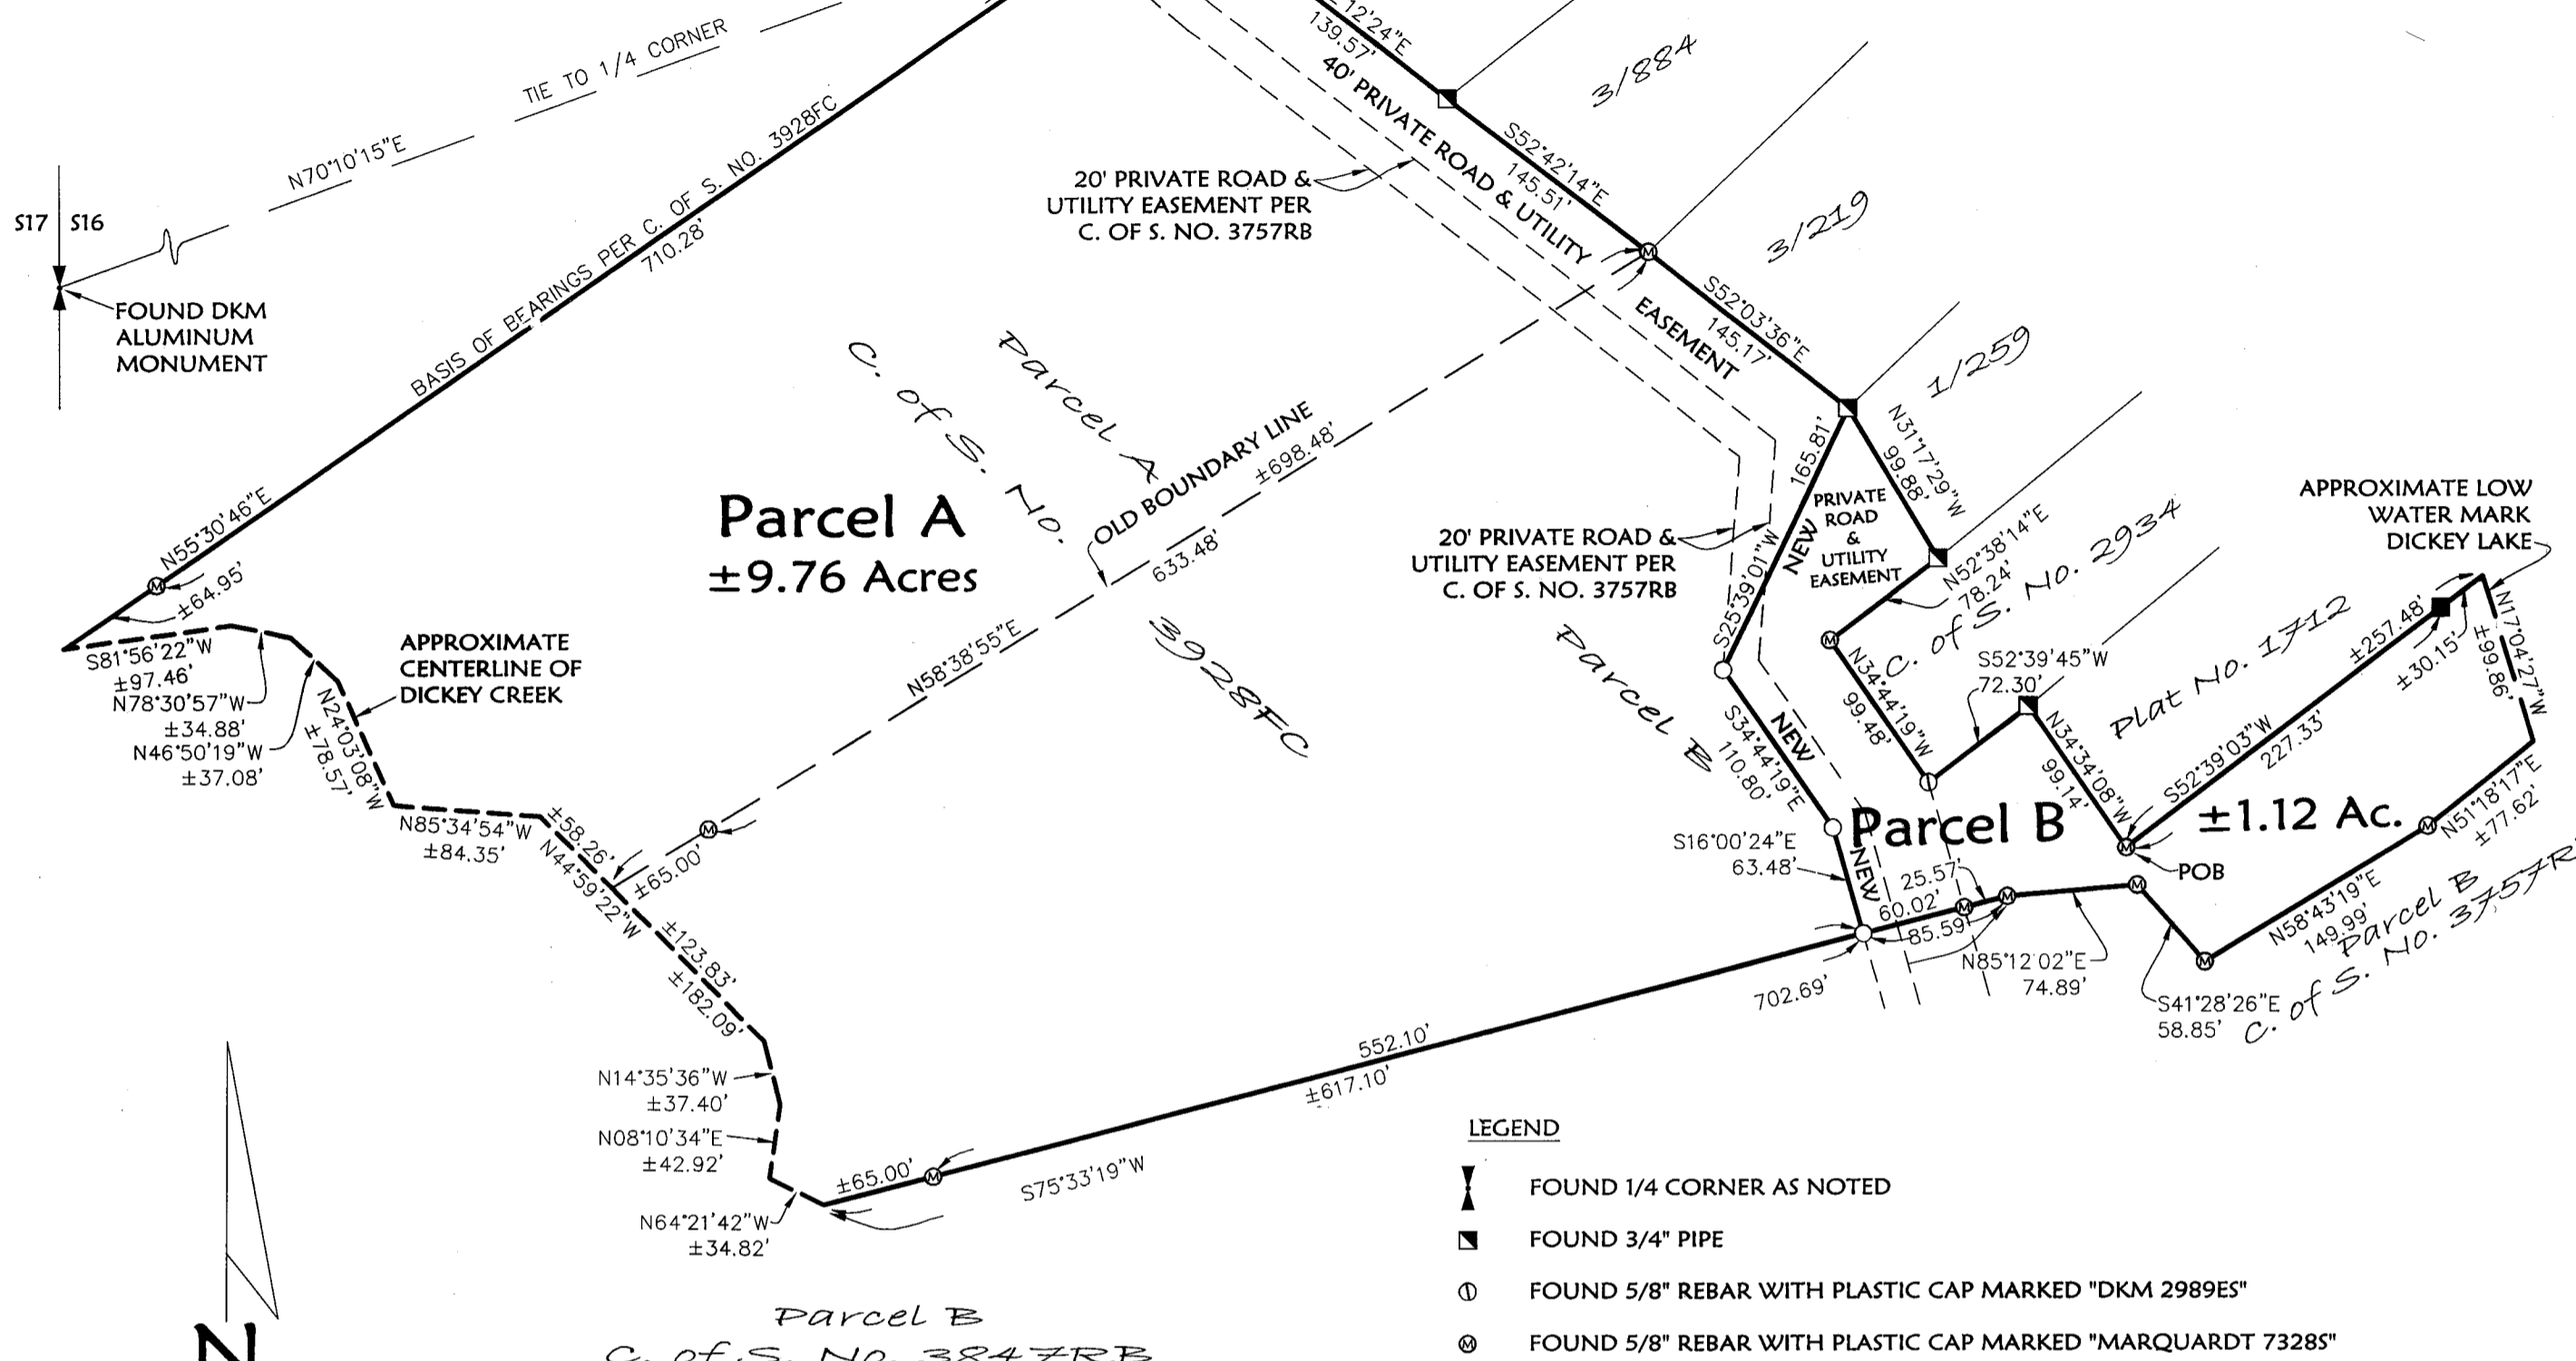 TIE TO 1/4 CORNER
N70°10'15"E
S17 S16
FOUND DKM
ALUMINUM
MONUMENT
BASIS OF BEARINGS PER C. OF S. NO. 3928FC
710.28'
N55°30'46"E
±64.95'
12'24"E
139.57'
40' PRIVATE ROAD & UTILITY
EASEMENT
20' PRIVATE ROAD &
UTILITY EASEMENT PER
C. OF S. NO. 3757RB
3/884
S52°42'14"E
145.51'
3/219
S52°03'36"E
145.17'
1/259
N31°17'29"W
99.88'
165.81'
S25°39'01"W
NEW
PRIVATE
ROAD
&
UTILITY
EASEMENT
Parcel A
C. of S. No.
3928FC
Parcel B
OLD BOUNDARY LINE
±698.48'
633.48'
N58°38'55"E
Parcel A
±9.76 Acres
20' PRIVATE ROAD &
UTILITY EASEMENT PER
C. OF S. NO. 3757RB
N52°38'14"E
78.24'
C. of S. No. 2934
N34°44'19"W
99.48'
S52°39'45"W
72.30'
Plat No. 1712
N34°34'08"W
99.14'
APPROXIMATE LOW
WATER MARK
DICKEY LAKE
±257.48'
±30.15'
N17°04'27"W
±99.86'
S52°39'03"W
227.33'
N51°18'17"E
±77.62'
S81°56'22"W
±97.46'
N78°30'57"W
±34.88'
N46°50'19"W
±37.08'
APPROXIMATE
CENTERLINE OF
DICKEY CREEK
N24°03'08"W
±78.57'
N85°34'54"W
±84.35'
±58.26'
N44°59'22"W
±65.00'
±123.83'
±182.09'
S34°44'19"E
110.80'
NEW
S16°00'24"E
63.48'
NEW
Parcel B ±1.12 Ac.
POB
25.57'
60.02'
85.59'
N85°12'02"E
74.89'
S41°28'26"E
58.85'
N58°43'19"E
149.99'
Parcel B
C. of S. No. 3757R
702.69'
552.10'
±617.10'
S75°33'19"W
±65.00'
N14°35'36"W
±37.40'
N08°10'34"E
±42.92'
N64°21'42"W
±34.82'
N
Parcel B
C. of S. No. 3847RB
LEGEND
FOUND 1/4 CORNER AS NOTED
FOUND 3/4" PIPE
FOUND 5/8" REBAR WITH PLASTIC CAP MARKED "DKM 2989ES"
FOUND 5/8" REBAR WITH PLASTIC CAP MARKED "MARQUARDT 7328S"